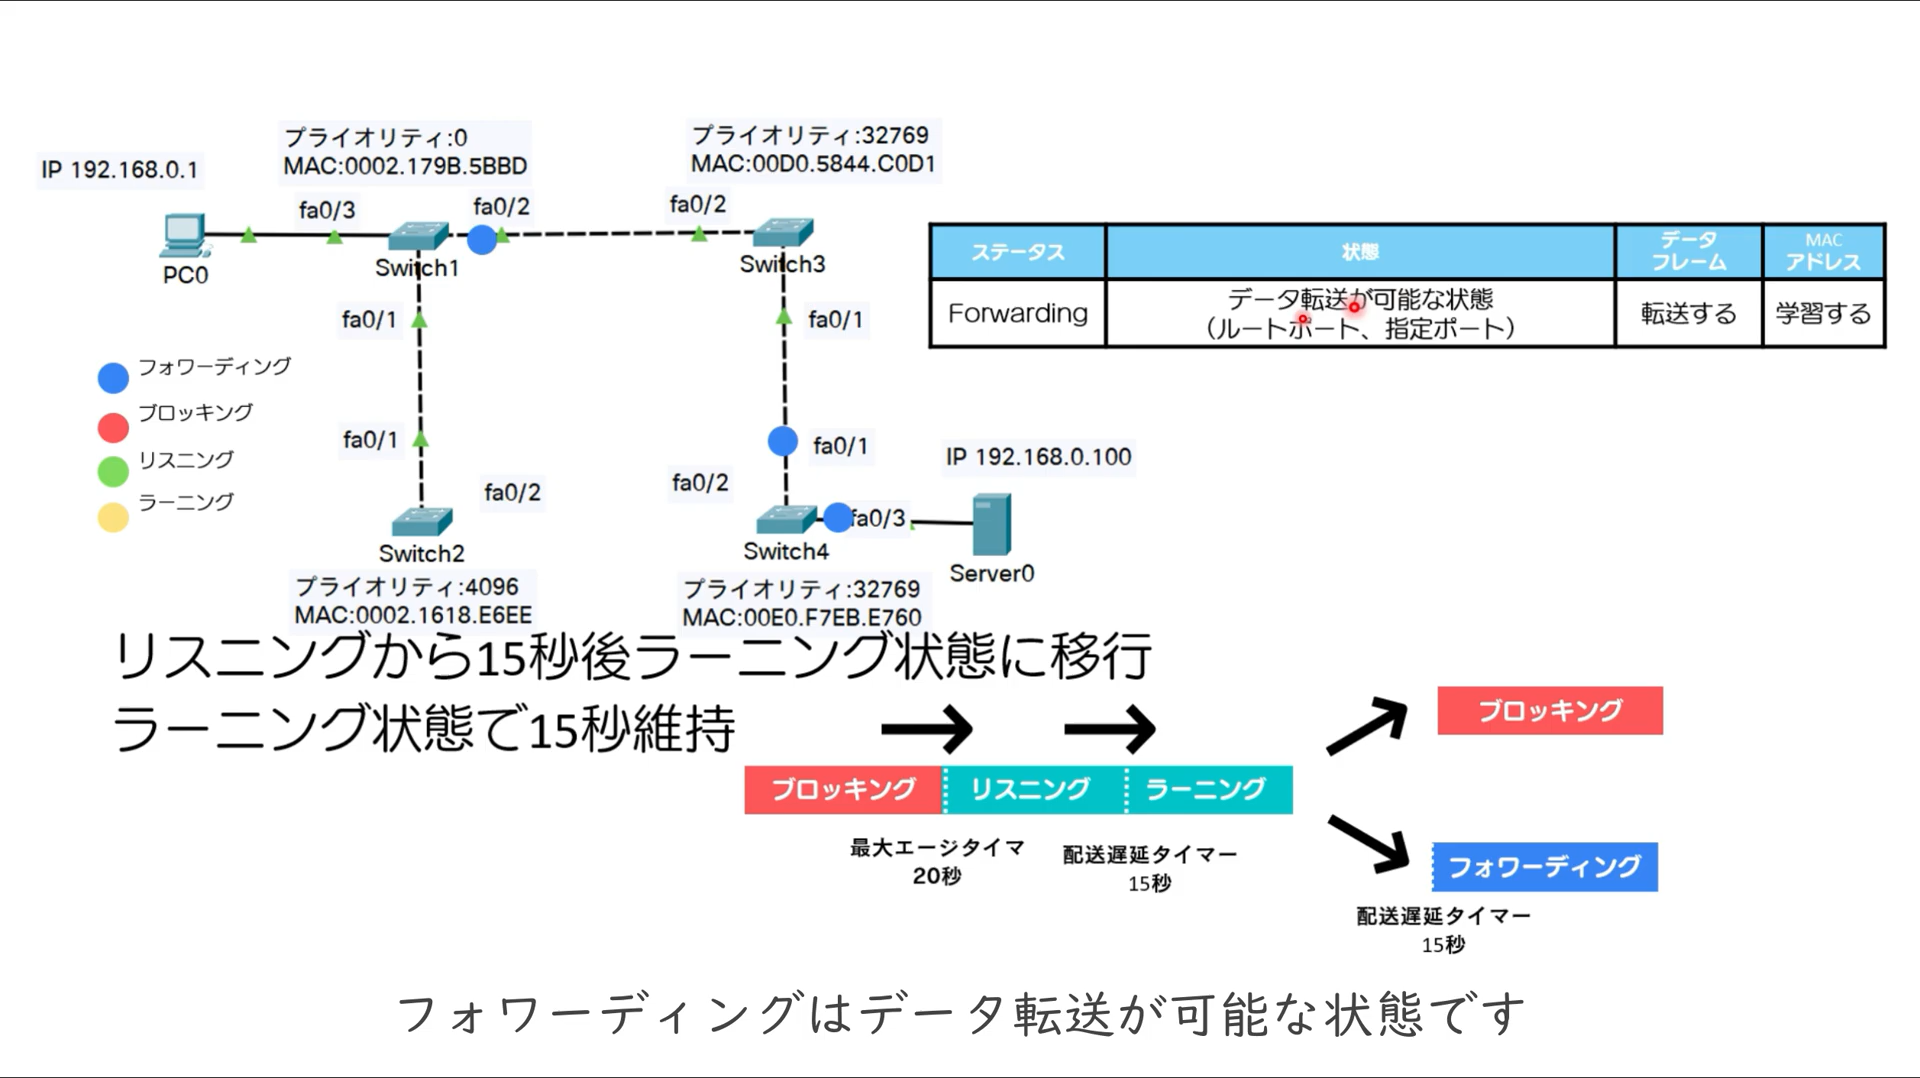 IP 192.168.0.1
プライオリティ:0
MAC:0002.179B.5BBD
プライオリティ:32769
MAC:00D0.5844.C0D1
fa0/3
fa0/2
fa0/2
PC0
Switch1
Switch3
fa0/1
fa0/1
ステータス
状態
データ
フレーム
MAC
アドレス
Forwarding
データ転送が可能な状態
（ルートポート、指定ポート）
転送する
学習する
フォワーディング
ブロッキング
リスニング
ラーニング
fa0/1
fa0/2
fa0/1
fa0/2
fa0/3
IP 192.168.0.100
Switch2
Switch4
Server0
プライオリティ:4096
MAC:0002.1618.E6EE
プライオリティ:32769
MAC:00E0.F7EB.E760
リスニングから15秒後ラーニング状態に移行
ラーニング状態で15秒維持
ブロッキング
リスニング
ラーニング
ブロッキング
フォワーディング
最大エージタイマ
20秒
配送遅延タイマー
15秒
配送遅延タイマー
15秒
フォワーディングはデータ転送が可能な状態です